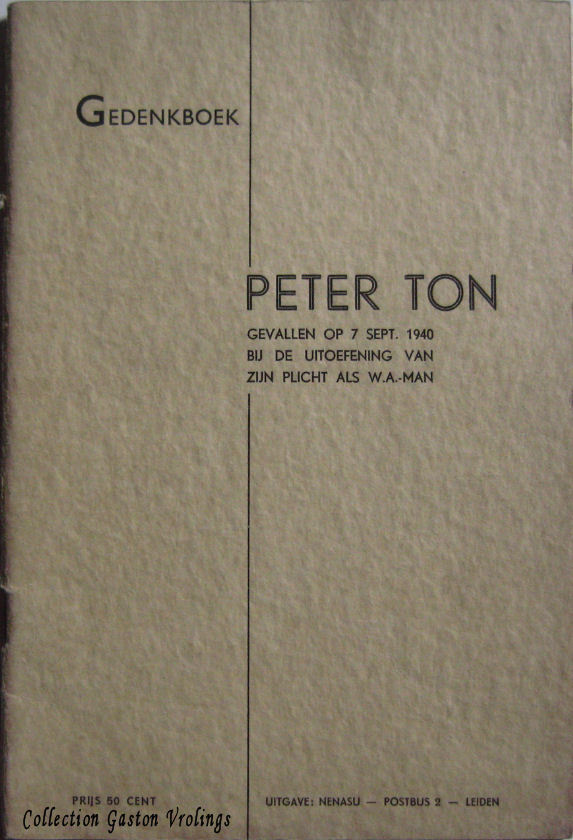 GEDENKBOEK
PETER TON
GEVALLEN OP 7 SEPT. 1940
BIJ DE UITOEFENING VAN
ZIJN PLICHT ALS W.A.-MAN
PRIJS 50 CENT
UITGAVE: NENASU — POSTBUS 2 — LEIDEN
Collection Gaston Vrolings